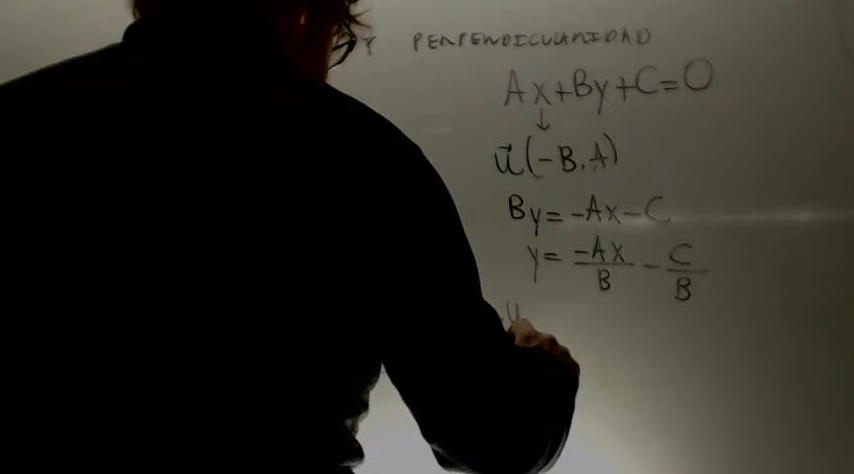 Y PERPENDICULARIDAD
Ax+By+C=0
↓
u⃗(-B,A)
By=-Ax-C
y= -Ax/B - C/B